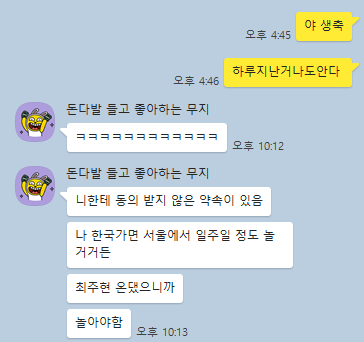 야 생축
오후 4:45
하루지난거나도안다
오후 4:46
돈다발 들고 좋아하는 무지
ㅋㅋㅋㅋㅋㅋㅋㅋㅋㅋㅋㅋ
오후 10:12
돈다발 들고 좋아하는 무지
니한테 동의 받지 않은 약속이 있음
나 한국가면 서울에서 일주일 정도 놀
거거든
최주현 온댔으니까
놀아야함
오후 10:13